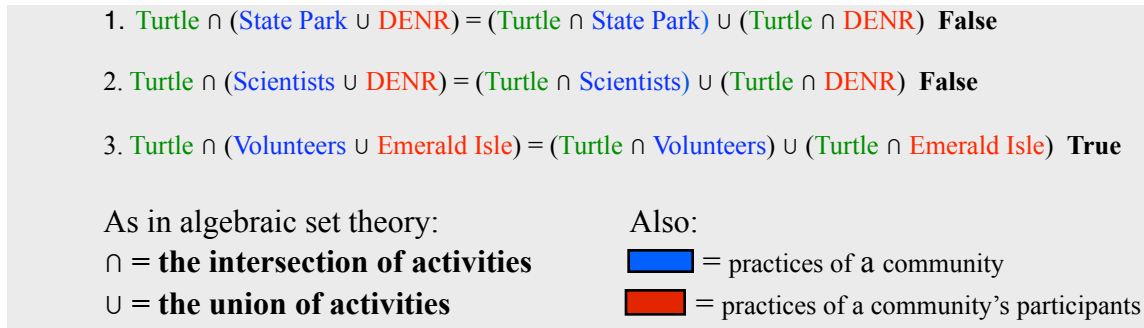 1. Turtle ∩ (State Park ∪ DENR) = (Turtle ∩ State Park) ∪ (Turtle ∩ DENR) False
2. Turtle ∩ (Scientists ∪ DENR) = (Turtle ∩ Scientists) ∪ (Turtle ∩ DENR) False
3. Turtle ∩ (Volunteers ∪ Emerald Isle) = (Turtle ∩ Volunteers) ∪ (Turtle ∩ Emerald Isle) True
As in algebraic set theory:
∩ = the intersection of activities
∪ = the union of activities
Also:
= practices of a community
= practices of a community’s participants